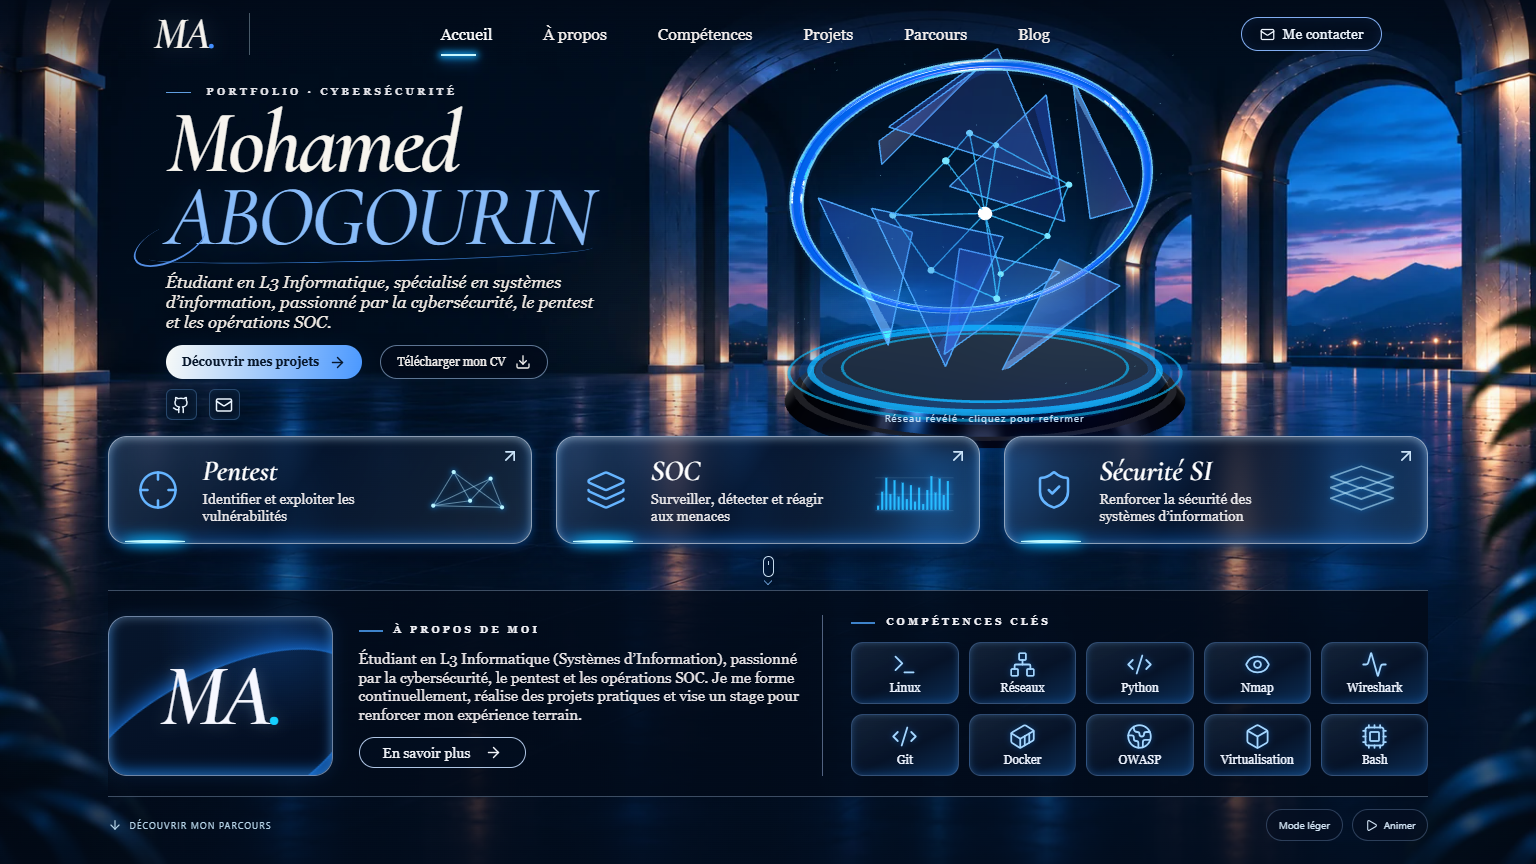 MA.
Accueil
À propos
Compétences
Projets
Parcours
Blog
Me contacter
PORTFOLIO · CYBERSÉCURITÉ
Mohamed
ABOGOURIN
Étudiant en L3 Informatique, spécialisé en systèmes
d’information, passionné par la cybersécurité, le pentest
et les opérations SOC.
Découvrir mes projets
Télécharger mon CV
Réseau révélé · cliquez pour refermer
Pentest
Identifier et exploiter les
vulnérabilités
SOC
Surveiller, détecter et réagir
aux menaces
Sécurité SI
Renforcer la sécurité des
systèmes d’information
MA.
À PROPOS DE MOI
Étudiant en L3 Informatique (Systèmes d’Information), passionné
par la cybersécurité, le pentest et les opérations SOC. Je me forme
continuellement, réalise des projets pratiques et vise un stage pour
renforcer mon expérience terrain.
En savoir plus
COMPÉTENCES CLÉS
Linux
Réseaux
Python
Nmap
Wireshark
Git
Docker
OWASP
Virtualisation
Bash
DÉCOUVRIR MON PARCOURS
Mode léger
Animer